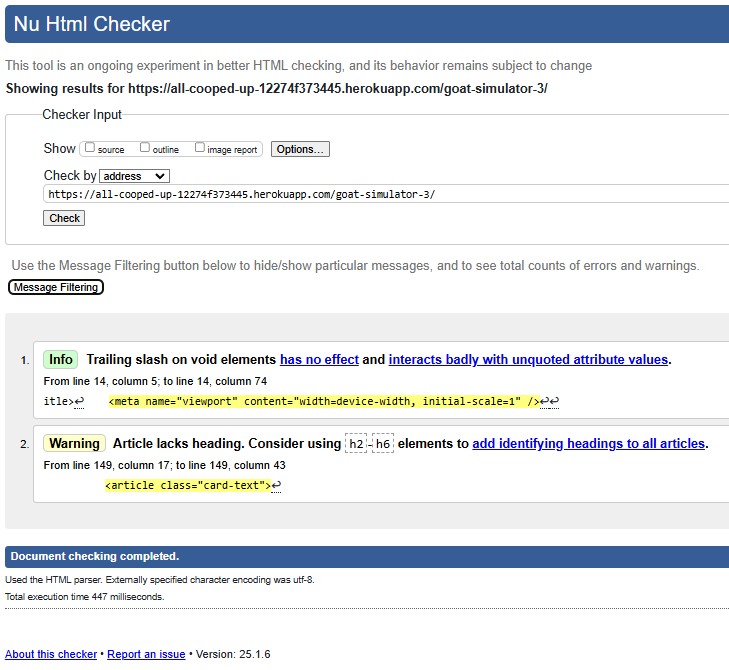 Nu Html Checker
This tool is an ongoing experiment in better HTML checking, and its behavior remains subject to change
Showing results for https://all-cooped-up-12274f373445.herokuapp.com/goat-simulator-3/
Checker Input
Show source outline image report Options...
Check by address
https://all-cooped-up-12274f373445.herokuapp.com/goat-simulator-3/
Check
Use the Message Filtering button below to hide/show particular messages, and to see total counts of errors and warnings.
Message Filtering
1. Info Trailing slash on void elements has no effect and interacts badly with unquoted attribute values.
From line 14, column 5; to line 14, column 74
itle>↩ <meta name="viewport" content="width=device-width, initial-scale=1" />↩↩
2. Warning Article lacks heading. Consider using h2-h6 elements to add identifying headings to all articles.
From line 149, column 17; to line 149, column 43
<article class="card-text">↩
Document checking completed.
Used the HTML parser. Externally specified character encoding was utf-8.
Total execution time 447 milliseconds.
About this checker • Report an issue • Version: 25.1.6